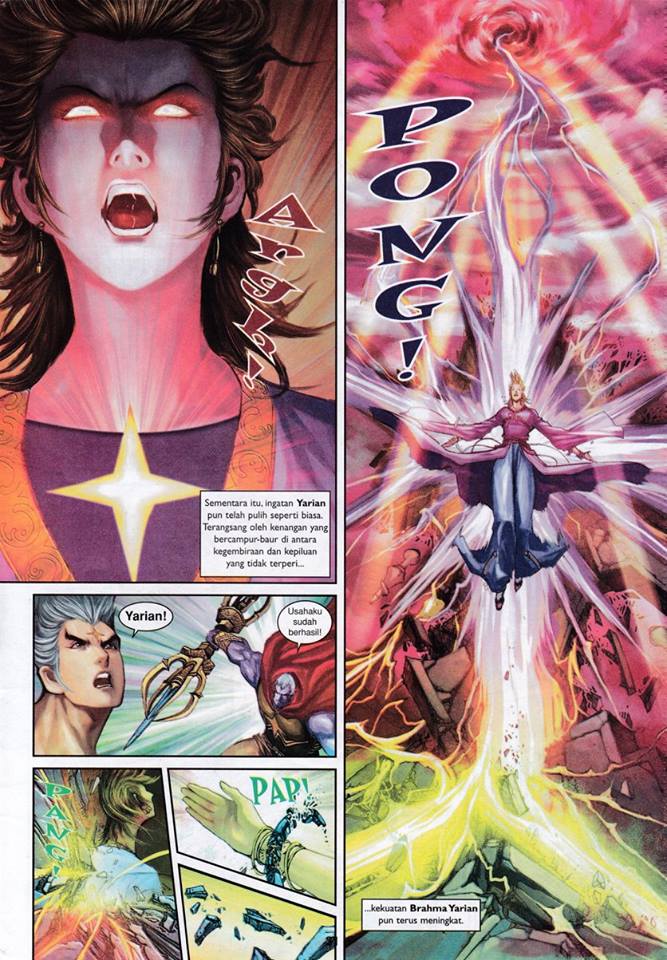 Argh!
Sementara itu, ingatan Yarian
pun telah pulih seperti biasa.
Terangsang oleh kenangan yang
bercampur-baur di antara
kegembiraan dan kepiluan
yang tidak terperi...
Yarian!
Usahaku
sudah
berhasil!
PANG!
PAP!
PONG!
...kekuatan Brahma Yarian
pun terus meningkat.